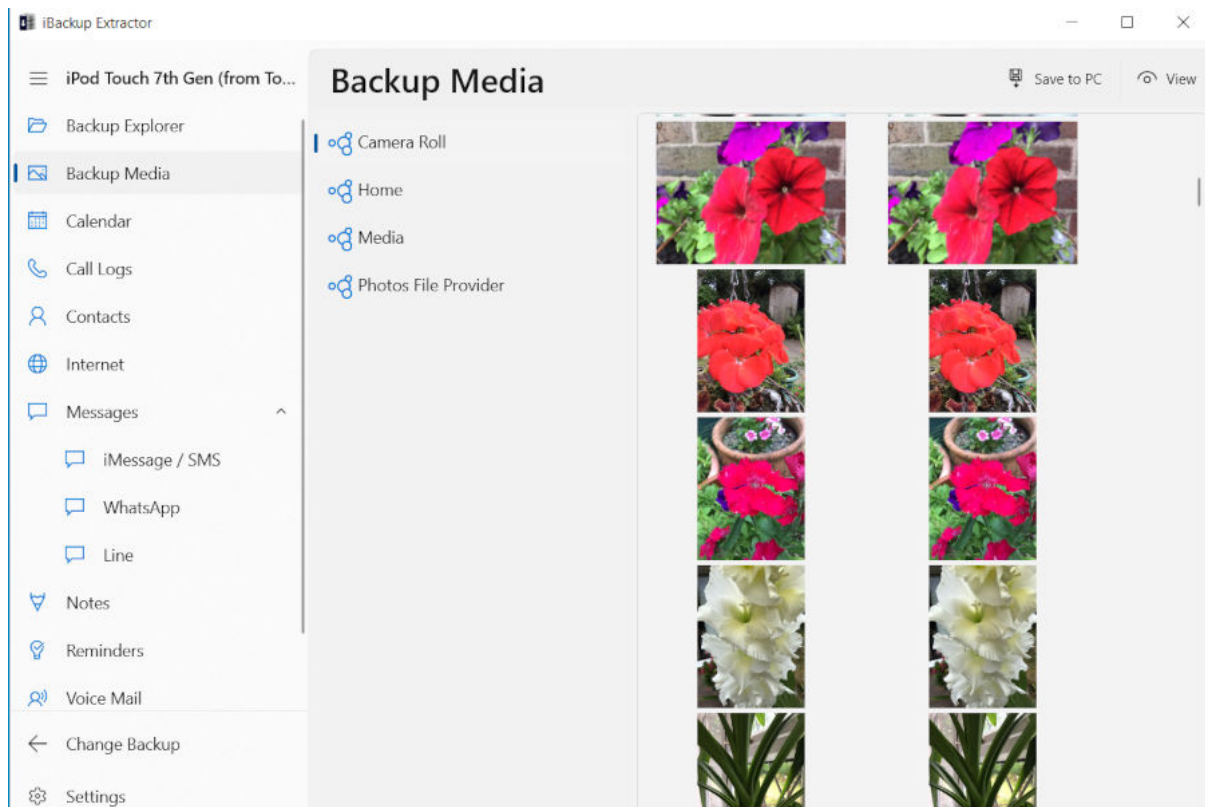 iBackup Extractor
iPod Touch 7th Gen (from To...
Backup Explorer
Backup Media
Calendar
Call Logs
Contacts
Internet
Messages
iMessage / SMS
WhatsApp
Line
Notes
Reminders
Voice Mail
Change Backup
Settings
Backup Media
Save to PC
View
Camera Roll
Home
Media
Photos File Provider